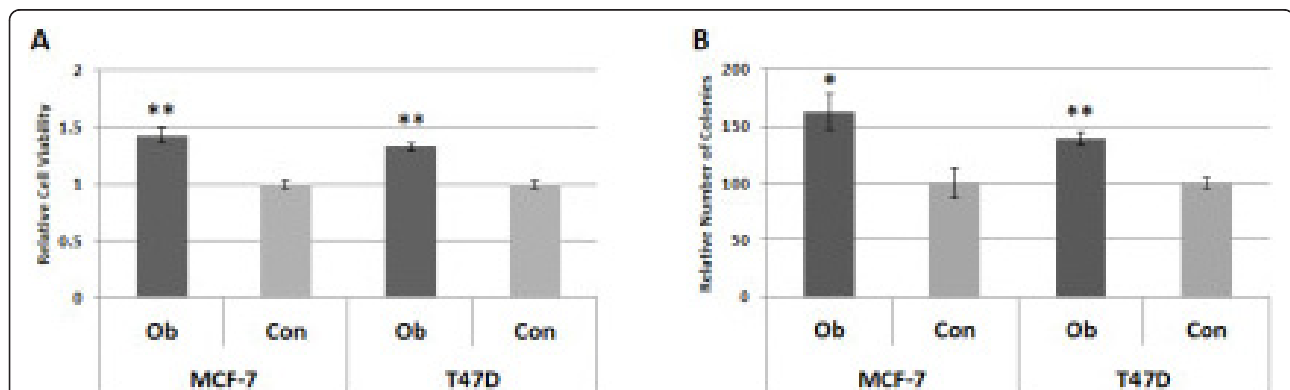 A
Relative Cell Viability
2
1.5
1
0.5
0
** **
Ob Con Ob Con
MCF-7 T47D
B
Relative Number of Colonies
200
150
100
50
0
* **
Ob Con Ob Con
MCF-7 T47D